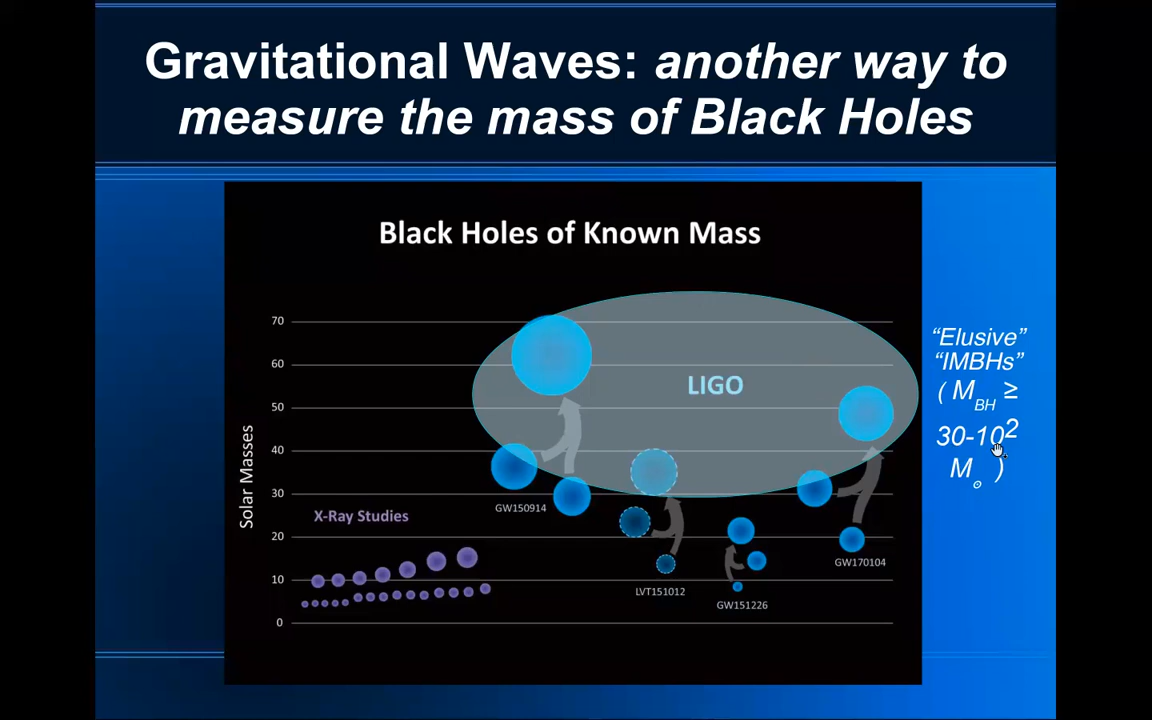 Gravitational Waves: another way to
measure the mass of Black Holes
Black Holes of Known Mass
70
60
50
40
30
20
10
0
Solar Masses
X-Ray Studies
LIGO
GW150914
LVT151012
GW151226
GW170104
“Elusive”
“IMBHs”
( M_BH ≥
30-10²
M_⊙ )